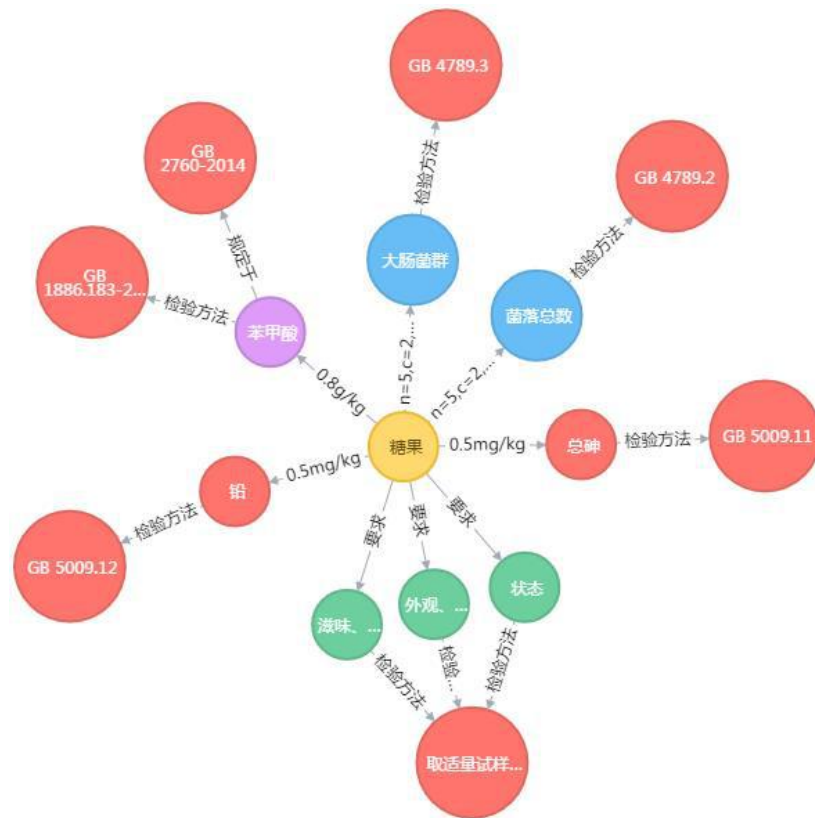 GB 4789.3
检验方法
大肠菌群
n=5,c=2,...
GB
2760-2014
规定于
GB
1886.183-2...
检验方法
苯甲酸
0.8g/kg
GB 4789.2
检验方法
菌落总数
n=5,c=2,...
糖果
0.5mg/kg
总砷
检验方法
GB 5009.11
0.5mg/kg
铅
检验方法
GB 5009.12
要求
要求
要求
滋味、...
外观、...
状态
检验方法
检验...
检验方法
取适量试样...